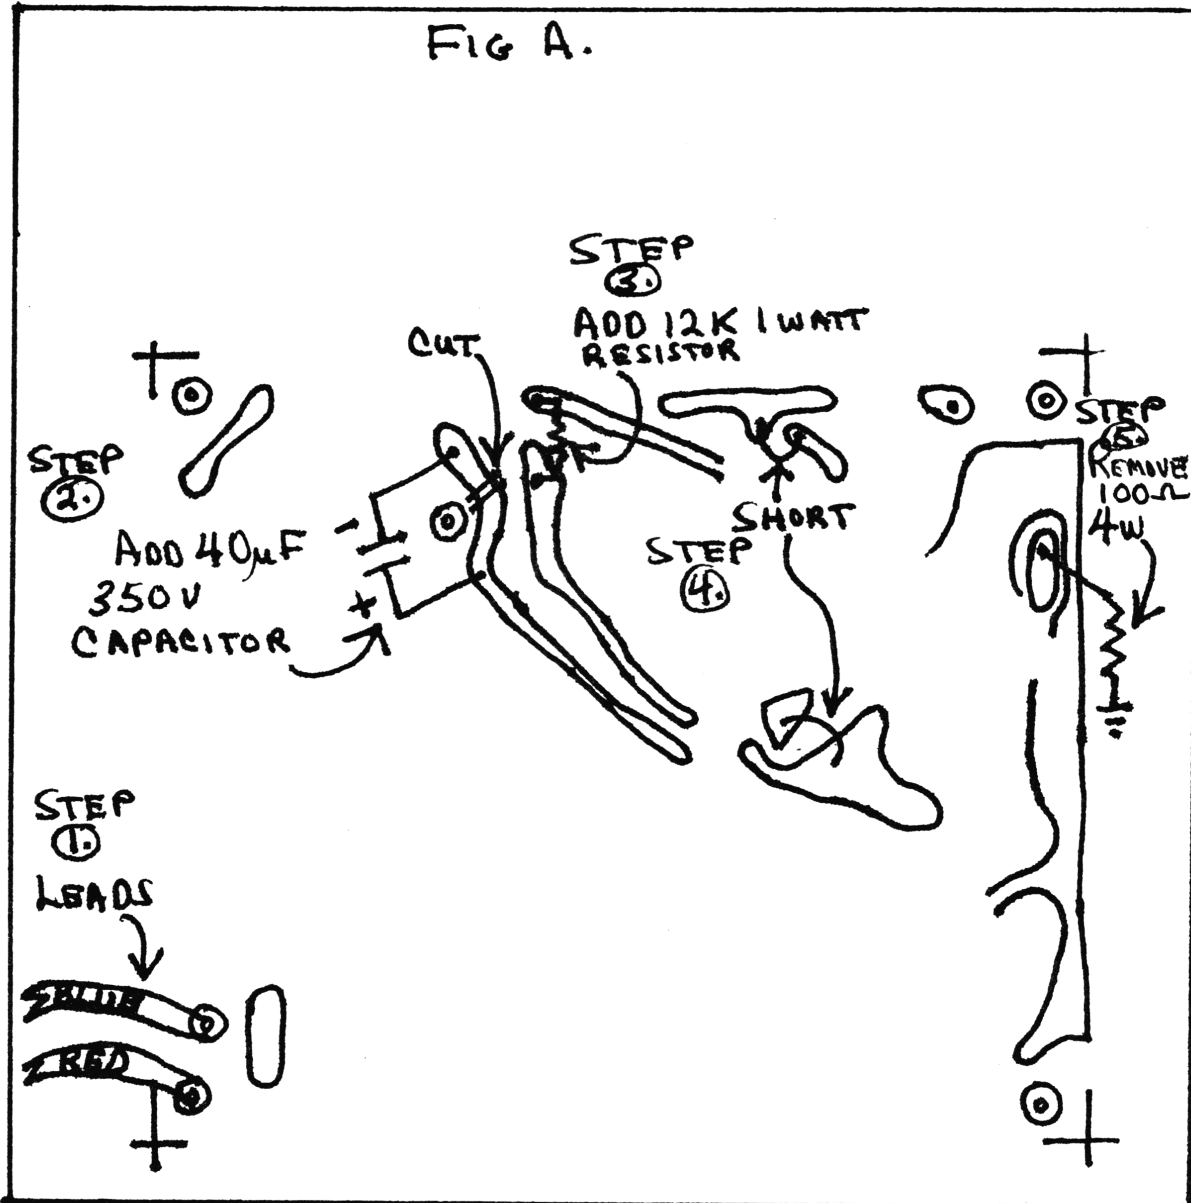 FIG A.
STEP
3.
ADD 12K 1 WATT
RESISTOR
CUT
STEP
2.
ADD 40µF
350V
CAPACITOR
-
+
SHORT
STEP
4.
STEP
5.
REMOVE
100Ω
4W
STEP
1.
LEADS
BLUE
RED